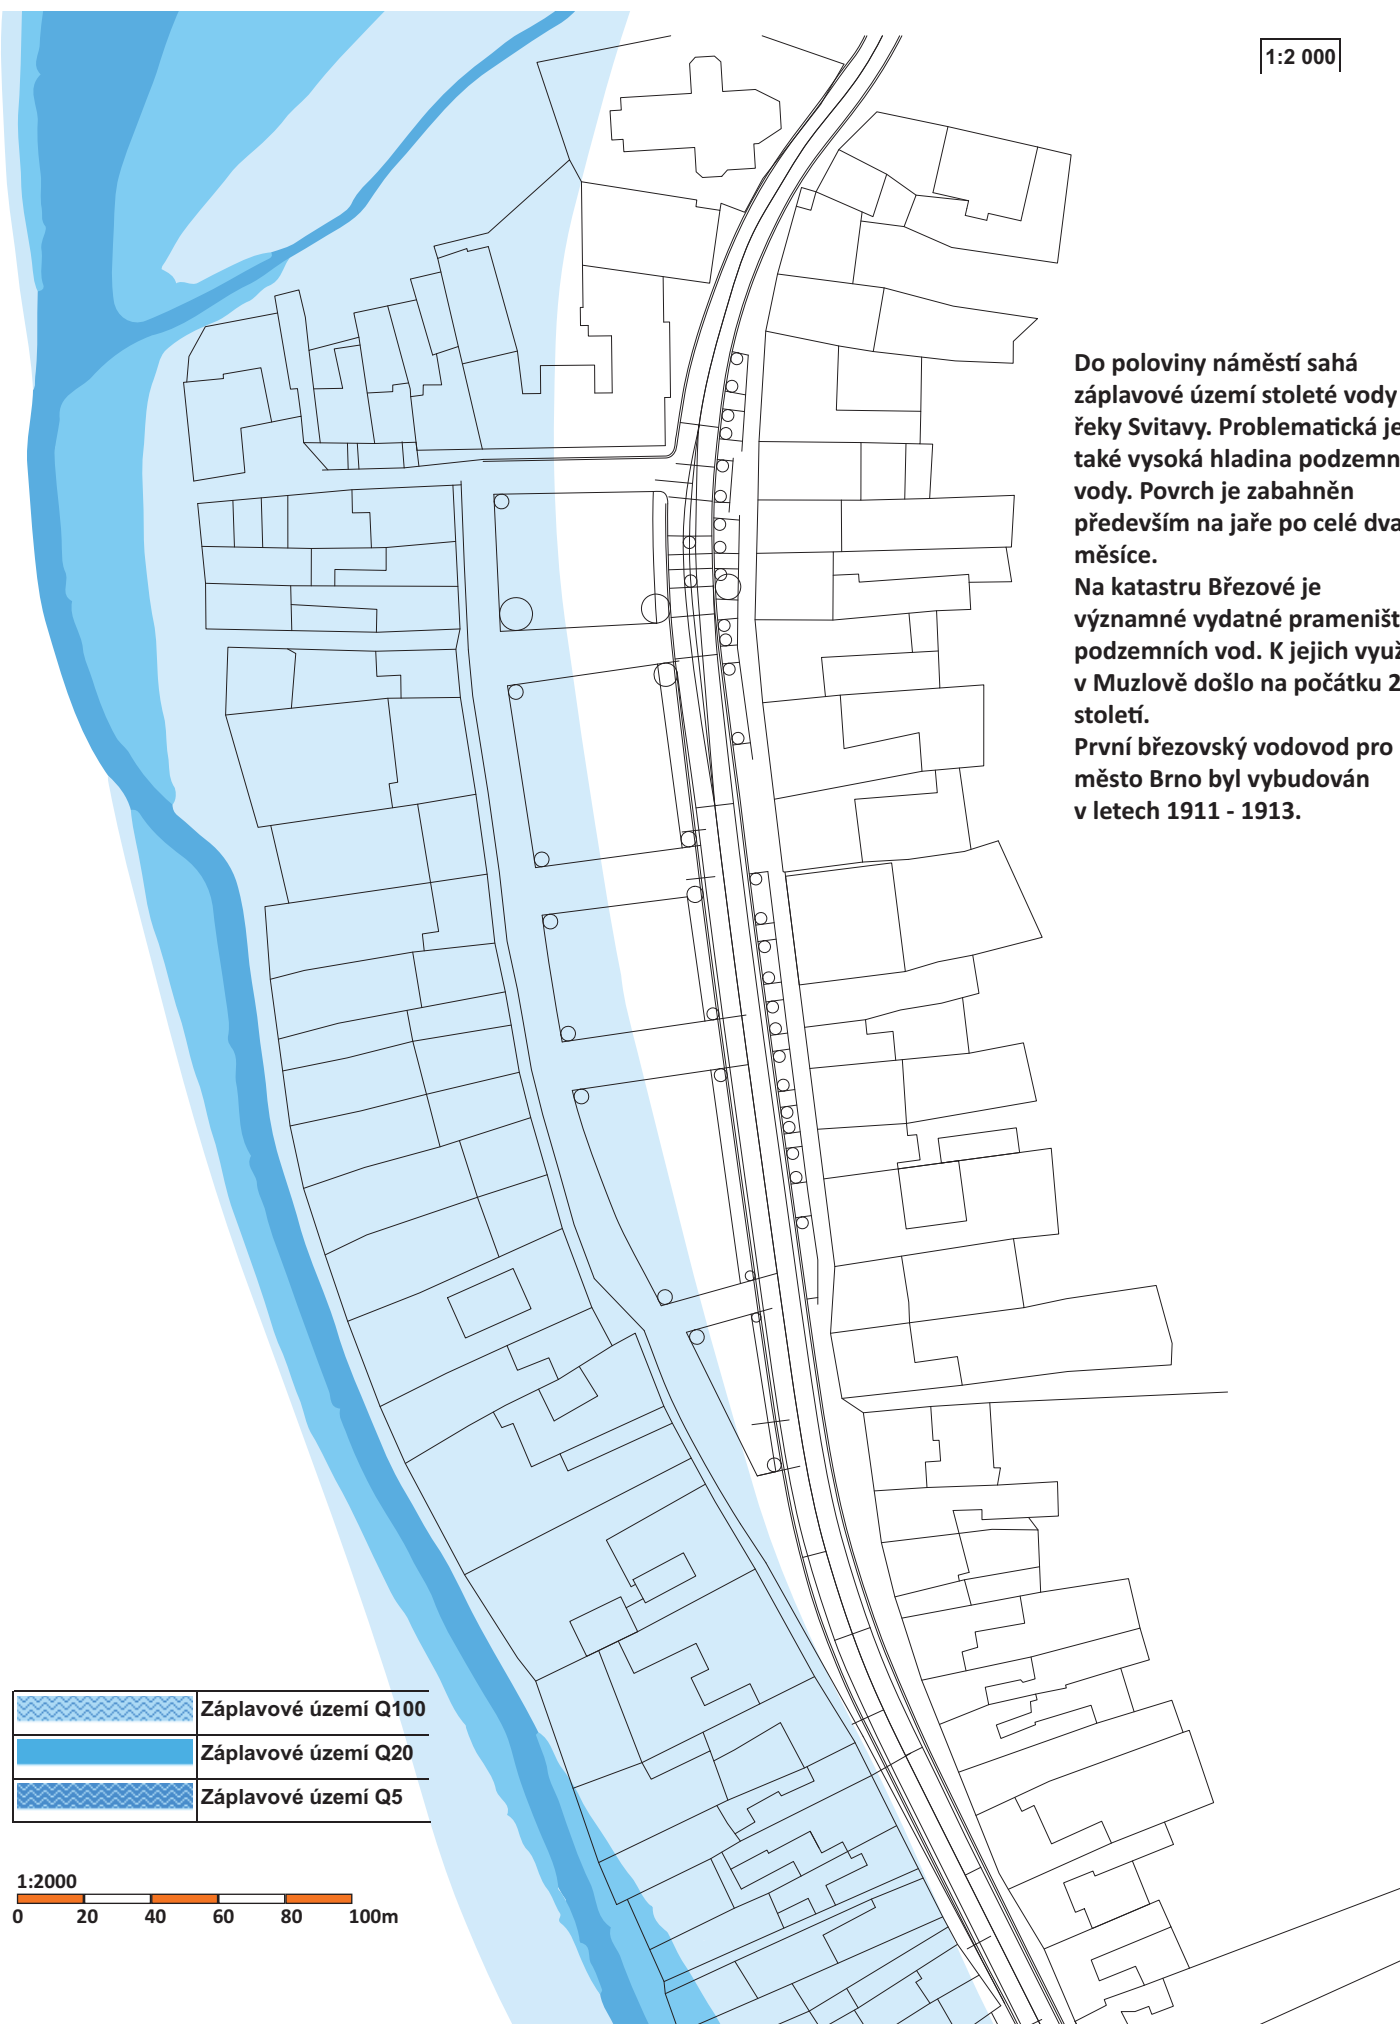 1:2 000
Do poloviny náměstí sahá
záplavové území stoleté vody
řeky Svitavy. Problematická je
také vysoká hladina podzemn
vody. Povrch je zabahněn
především na jaře po celé dva
měsíce.
Na katastru Březové je
významné vydatné prameništ
podzemních vod. K jejich využ
v Muzlově došlo na počátku 2
století.
První březovský vodovod pro
město Brno byl vybudován
v letech 1911 - 1913.
Záplavové území Q100
Záplavové území Q20
Záplavové území Q5
1:2000
0 20 40 60 80 100m